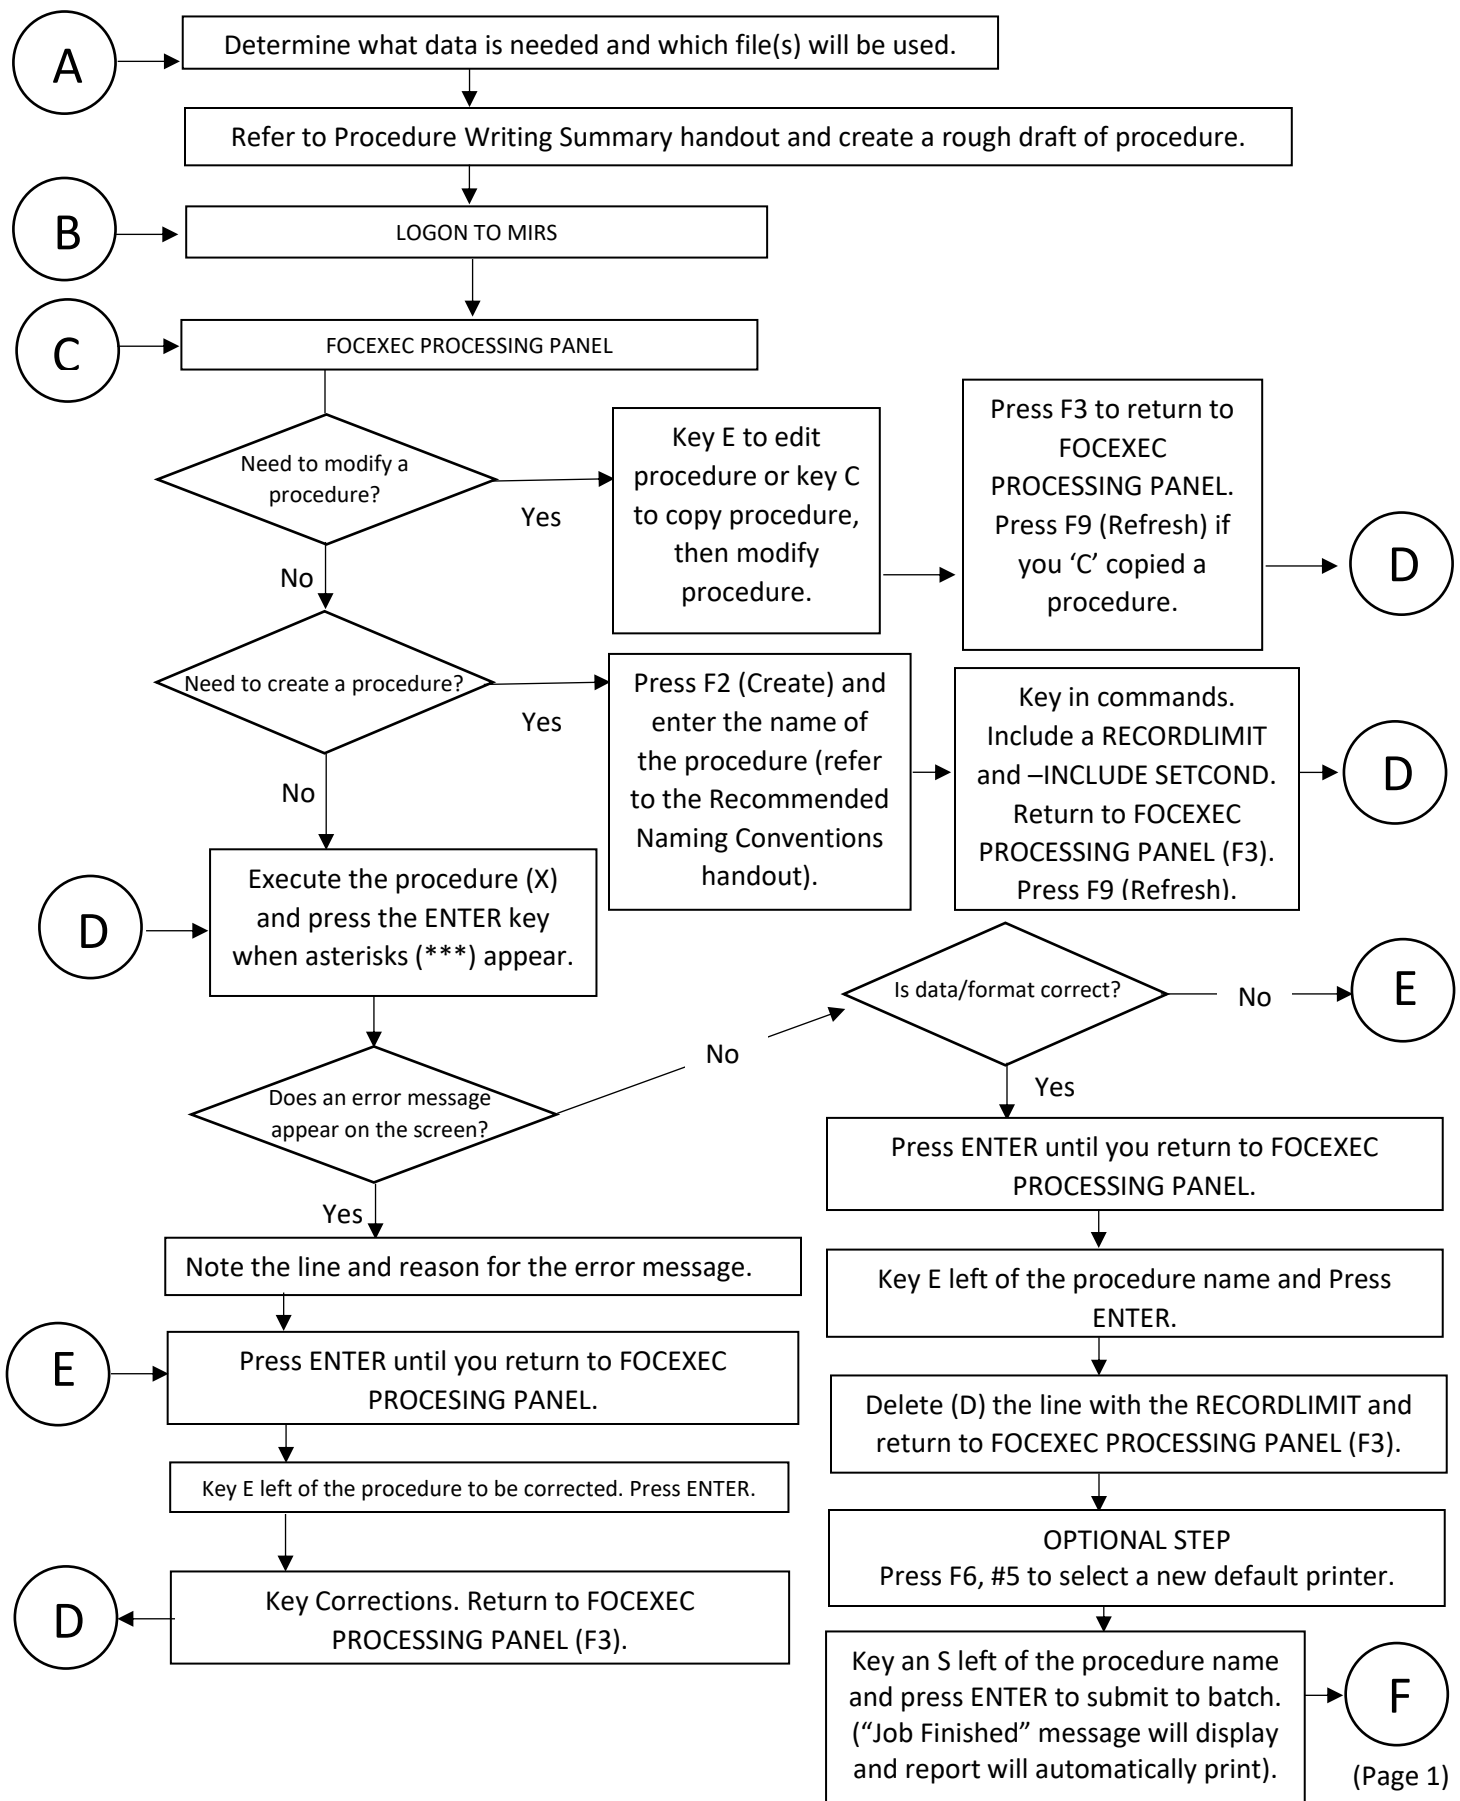 A
Determine what data is needed and which file(s) will be used.
Refer to Procedure Writing Summary handout and create a rough draft of procedure.
B
LOGON TO MIRS
C
FOCEXEC PROCESSING PANEL
Need to modify a
procedure?
Yes
No
Key E to edit
procedure or key C
to copy procedure,
then modify
procedure.
Press F3 to return to
FOCEXEC
PROCESSING PANEL.
Press F9 (Refresh) if
you ‘C’ copied a
procedure.
D
Need to create a procedure?
Yes
No
Press F2 (Create) and
enter the name of
the procedure (refer
to the Recommended
Naming Conventions
handout).
Key in commands.
Include a RECORDLIMIT
and –INCLUDE SETCOND.
Return to FOCEXEC
PROCESSING PANEL (F3).
Press F9 (Refresh).
D
D
Execute the procedure (X)
and press the ENTER key
when asterisks (***) appear.
Does an error message
appear on the screen?
No
Yes
Is data/format correct?
No
E
Yes
Note the line and reason for the error message.
E
Press ENTER until you return to FOCEXEC
PROCESING PANEL.
Key E left of the procedure to be corrected. Press ENTER.
Key Corrections. Return to FOCEXEC
PROCESSING PANEL (F3).
D
Press ENTER until you return to FOCEXEC
PROCESSING PANEL.
Key E left of the procedure name and Press
ENTER.
Delete (D) the line with the RECORDLIMIT and
return to FOCEXEC PROCESSING PANEL (F3).
OPTIONAL STEP
Press F6, #5 to select a new default printer.
Key an S left of the procedure name
and press ENTER to submit to batch.
(“Job Finished” message will display
and report will automatically print).
F
(Page 1)